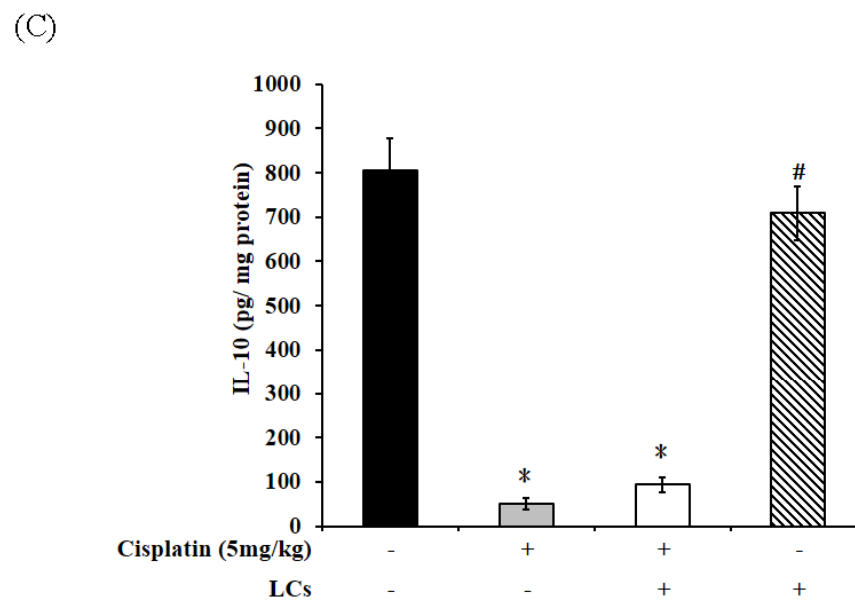 (C)
1000
900
800
700
600
500
400
300
200
100
0
IL-10 (pg/ mg protein)
* * #
Cisplatin (5mg/kg) - + + -
LCs - - + +